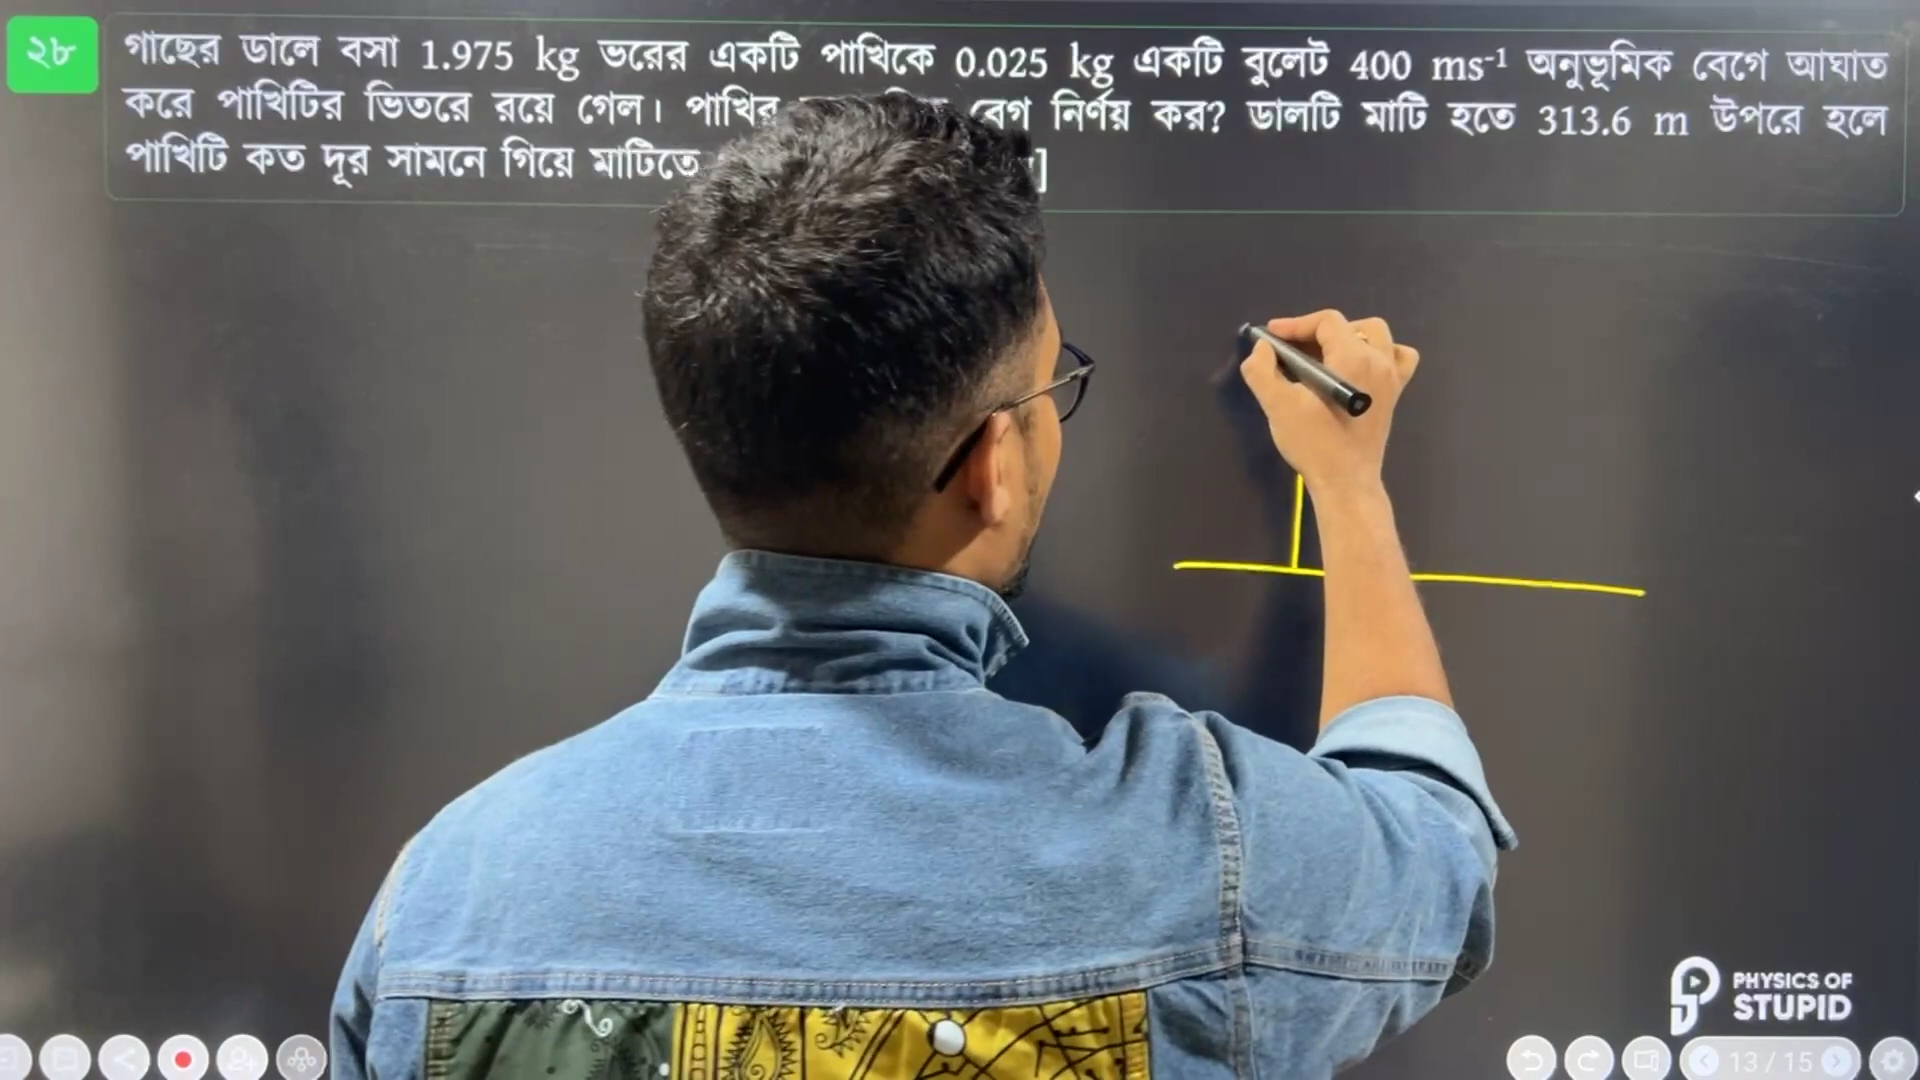 ২৮
গাছের ডালে বসা 1.975 kg ভরের একটি পাখিকে 0.025 kg একটি বুলেট 400 ms⁻¹ অনুভূমিক বেগে আঘাত
করে পাখিটির ভিতরে রয়ে গেল। পাখির বেগ নির্ণয় কর? ডালটি মাটি হতে 313.6 m উপরে হলে
পাখিটি কত দূর সামনে গিয়ে মাটিতে ]
PHYSICS OF
STUPID
13 / 15